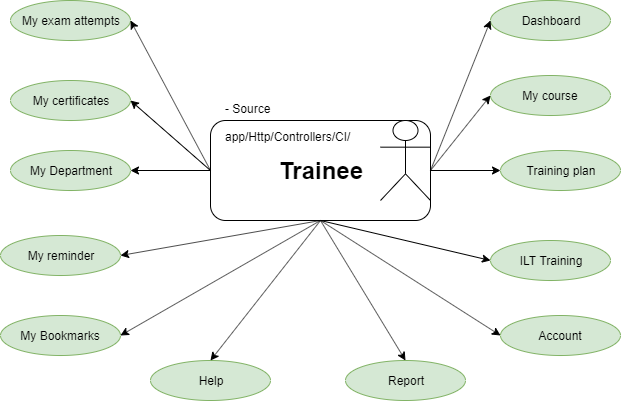 My exam attempts
Dashboard
My certificates
My course
- Source
app/Http/Controllers/CI/
My Department
Trainee
Training plan
My reminder
ILT Training
My Bookmarks
Account
Help
Report